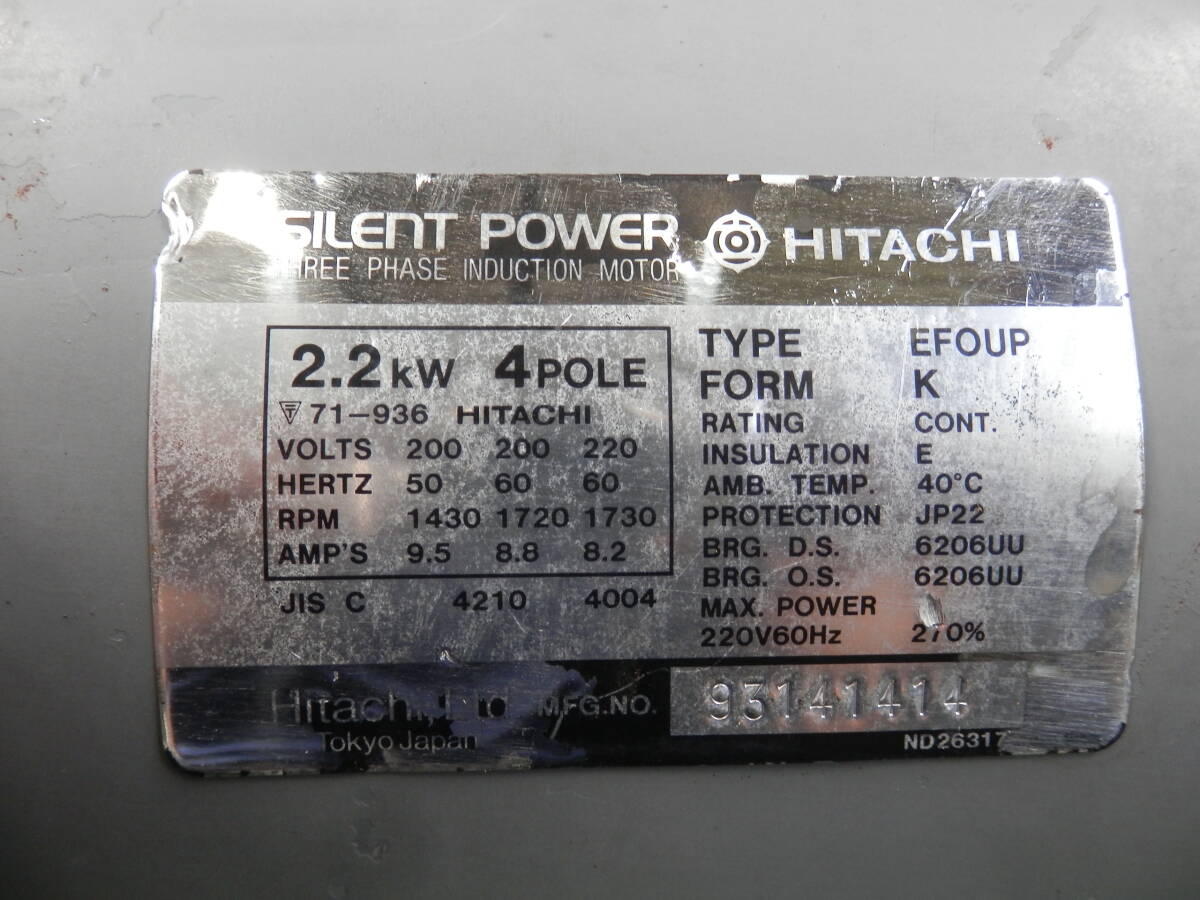 SILENT POWER HITACHI
THREE PHASE INDUCTION MOTOR
2.2kW 4POLE
71-936 HITACHI
VOLTS 200 200 220
HERTZ 50 60 60
RPM 1430 1720 1730
AMP'S 9.5 8.8 8.2
JIS C 4210 4004
TYPE EFOUP
FORM K
RATING CONT.
INSULATION E
AMB. TEMP. 40°C
PROTECTION JP22
BRG. D.S. 6206UU
BRG. O.S. 6206UU
MAX. POWER
220V60Hz 270%
Hitachi, Ltd. MFG.NO. 93141414
Tokyo Japan
ND26317